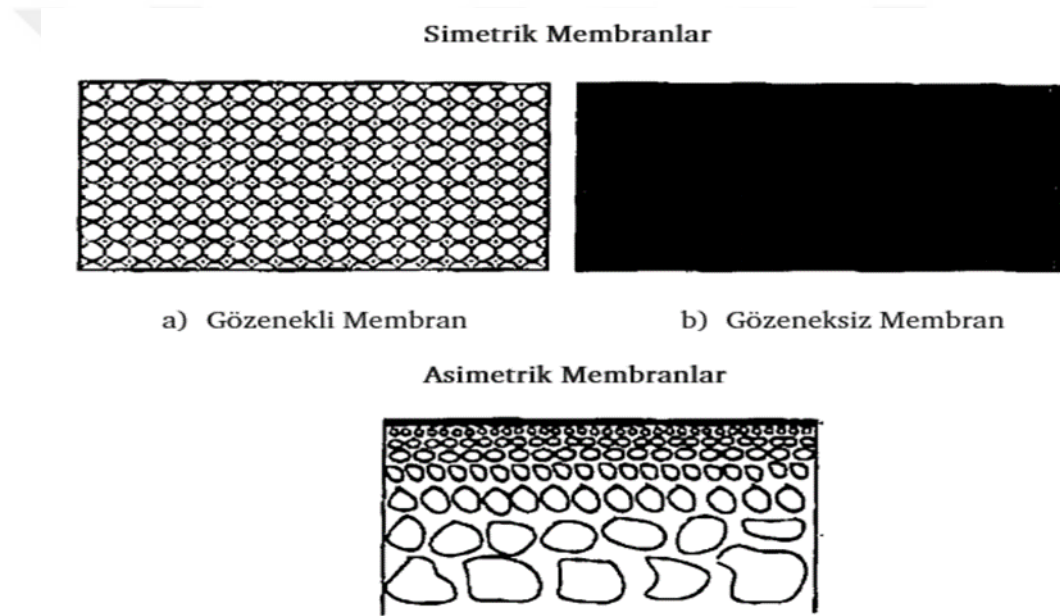 Simetrik Membranlar
a) Gözenekli Membran
b) Gözeneksiz Membran
Asimetrik Membranlar